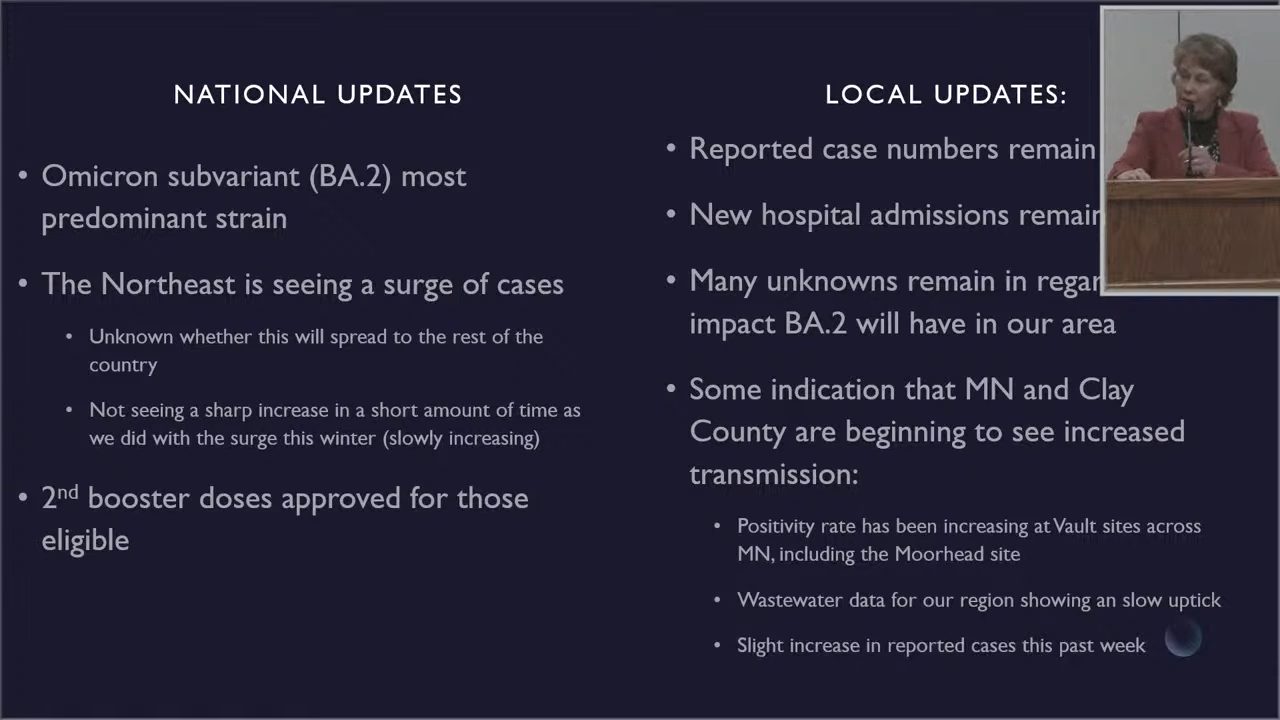 NATIONAL UPDATES
• Omicron subvariant (BA.2) most
predominant strain
• The Northeast is seeing a surge of cases
• Unknown whether this will spread to the rest of the
country
• Not seeing a sharp increase in a short amount of time as
we did with the surge this winter (slowly increasing)
• 2nd booster doses approved for those
eligible
LOCAL UPDATES:
• Reported case numbers remain
• New hospital admissions remain
• Many unknowns remain in
impact BA.2 will have in our area
• Some indication that MN and Clay
County are beginning to see increased
transmission:
• Positivity rate has been increasing at Vault sites across
MN, including the Moorhead site
• Wastewater data for our region showing an slow uptick
• Slight increase in reported cases this past week